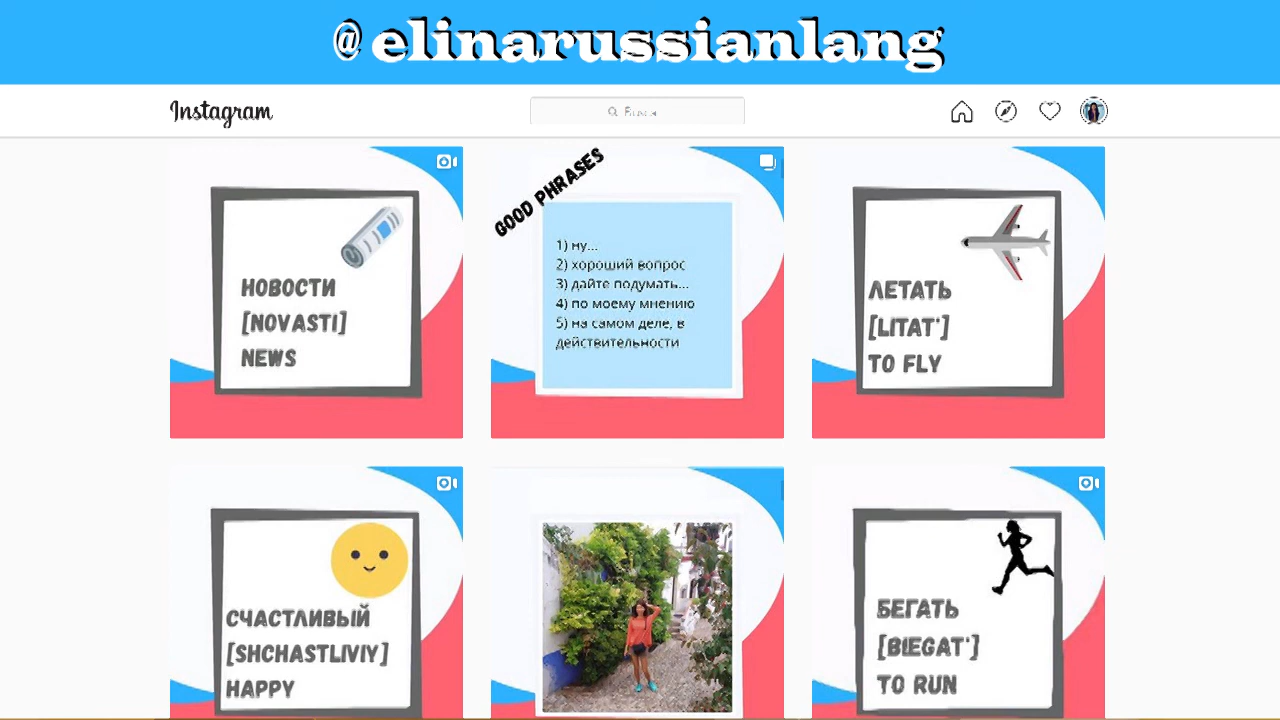 @elinarussianlang
Instagram
Busca
GOOD PHRASES
НОВОСТИ
[NOVASTI]
NEWS
1) ну...
2) хороший вопрос
3) дайте подумать...
4) по моему мнению
5) на самом деле, в
действительности
ЛЕТАТЬ
[LITAT']
TO FLY
СЧАСТЛИВЫЙ
[SHCHASTLIVIY]
HAPPY
БЕГАТЬ
[BIEGAT']
TO RUN